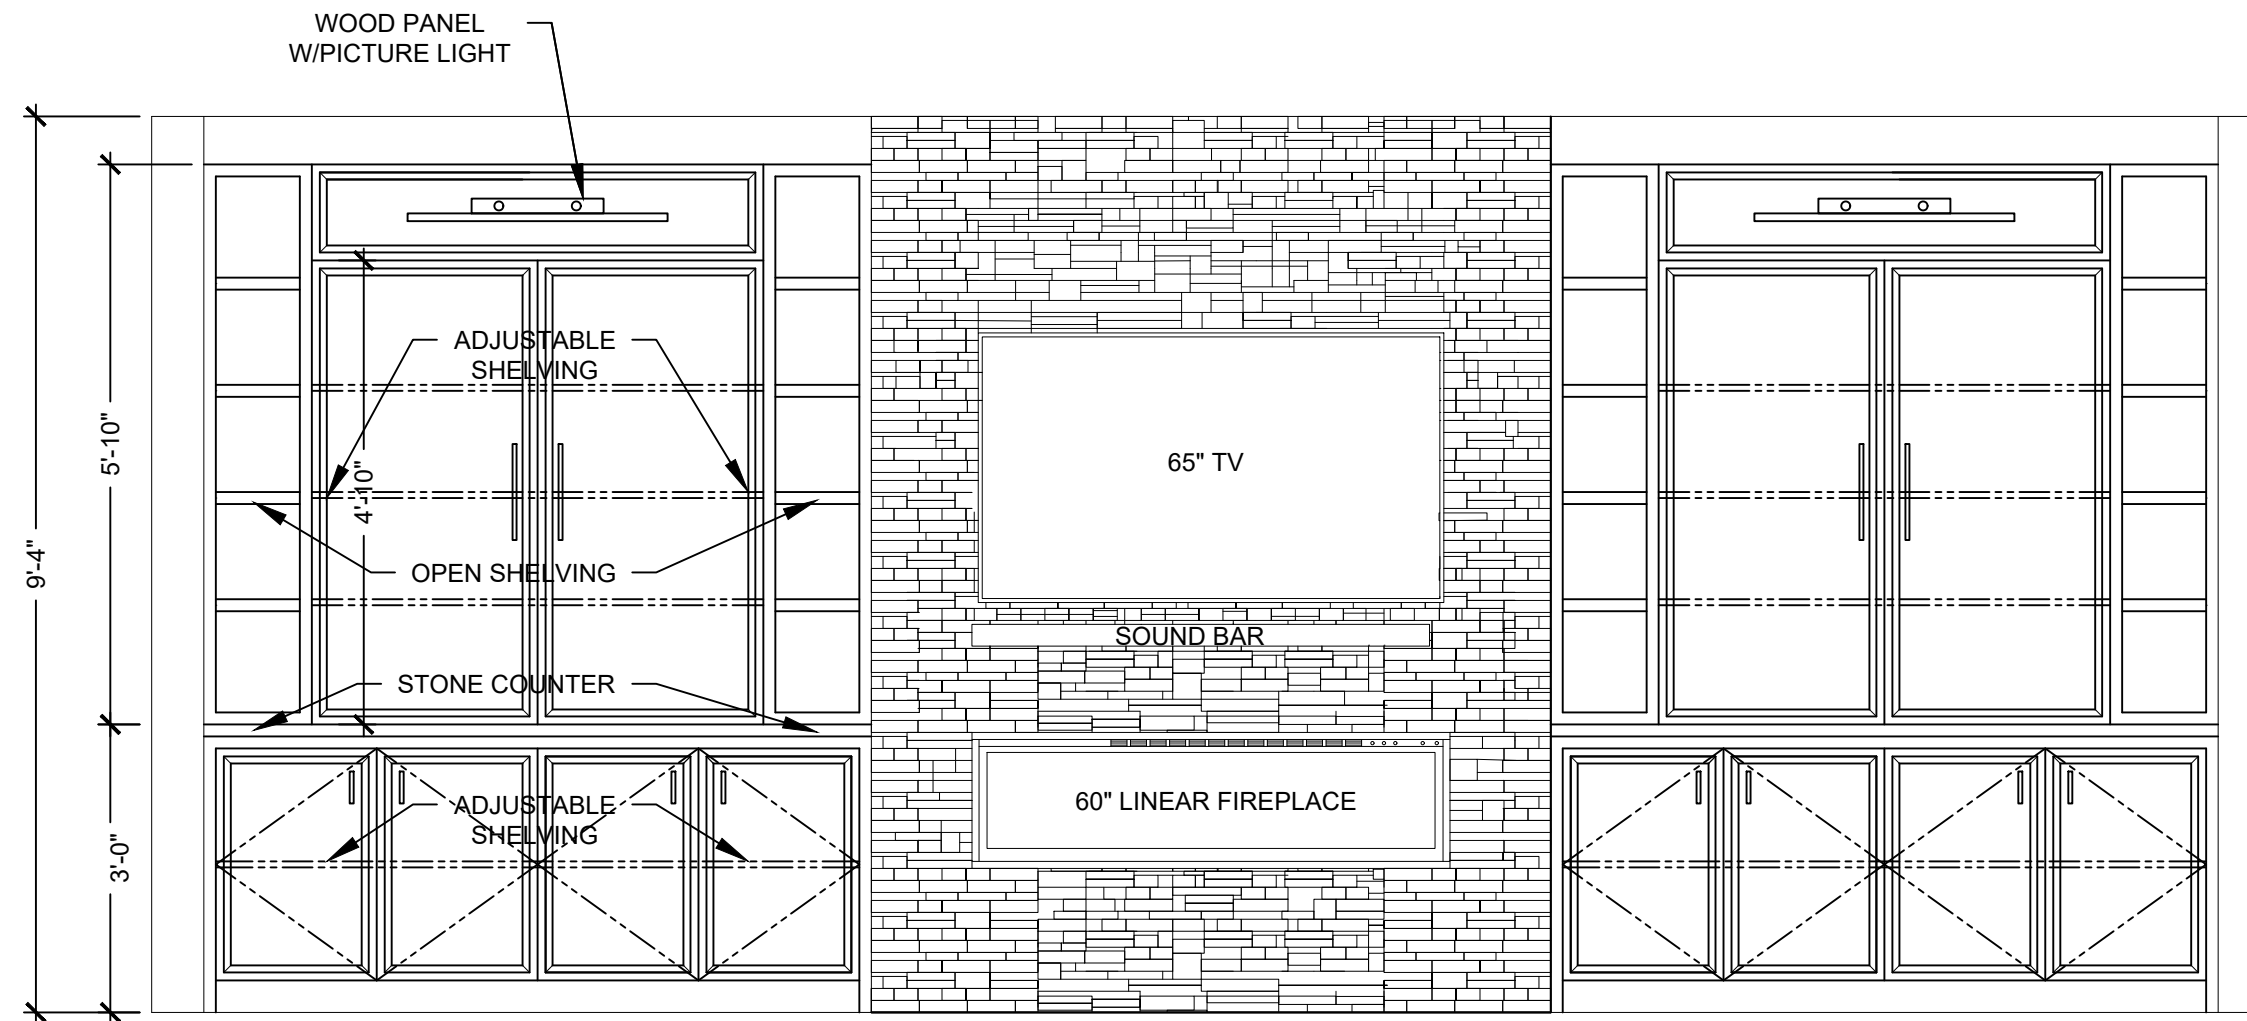 WOOD PANEL
W/PICTURE LIGHT
ADJUSTABLE
SHELVING
5'-10"
4'-10"
65" TV
9'-4"
OPEN SHELVING
SOUND BAR
STONE COUNTER
60" LINEAR FIREPLACE
ADJUSTABLE
SHELVING
3'-0"